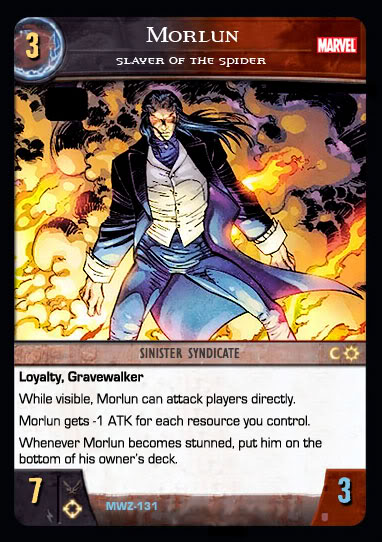 3
MORLUN
SLAYER OF THE SPIDER
MARVEL
SINISTER SYNDICATE
C
Loyalty, Gravewalker
While visible, Morlun can attack players directly.
Morlun gets -1 ATK for each resource you control.
Whenever Morlun becomes stunned, put him on the
bottom of his owner's deck.
7
MWZ-131
3